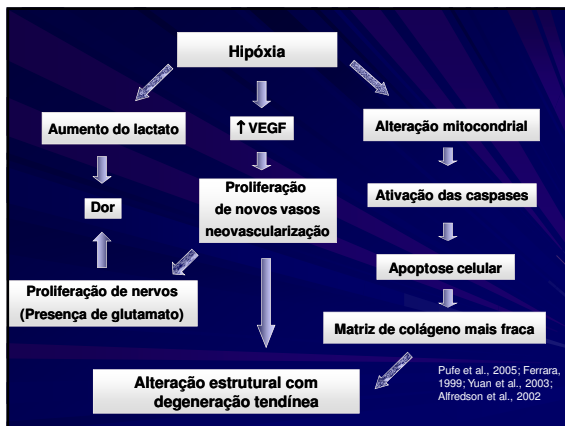 Hipóxia
Aumento do lactato
↑VEGF
Alteração mitocondrial
Dor
Proliferação
de novos vasos
neovascularização
Ativação das caspases
Apoptose celular
Proliferação de nervos
(Presença de glutamato)
Matriz de colágeno mais fraca
Alteração estrutural com
degeneração tendínea
Pufe et al., 2005; Ferrara,
1999; Yuan et al., 2003;
Alfredson et al., 2002